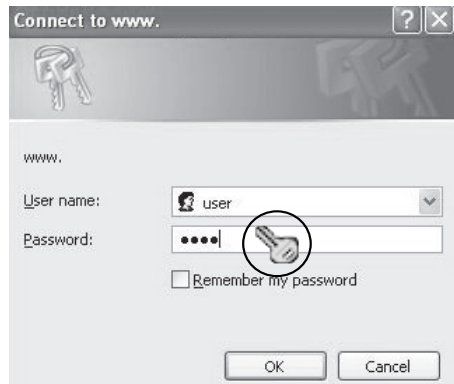 Connect to www.
www.
User name:
user
Password:
••••
Remember my password
OK Cancel